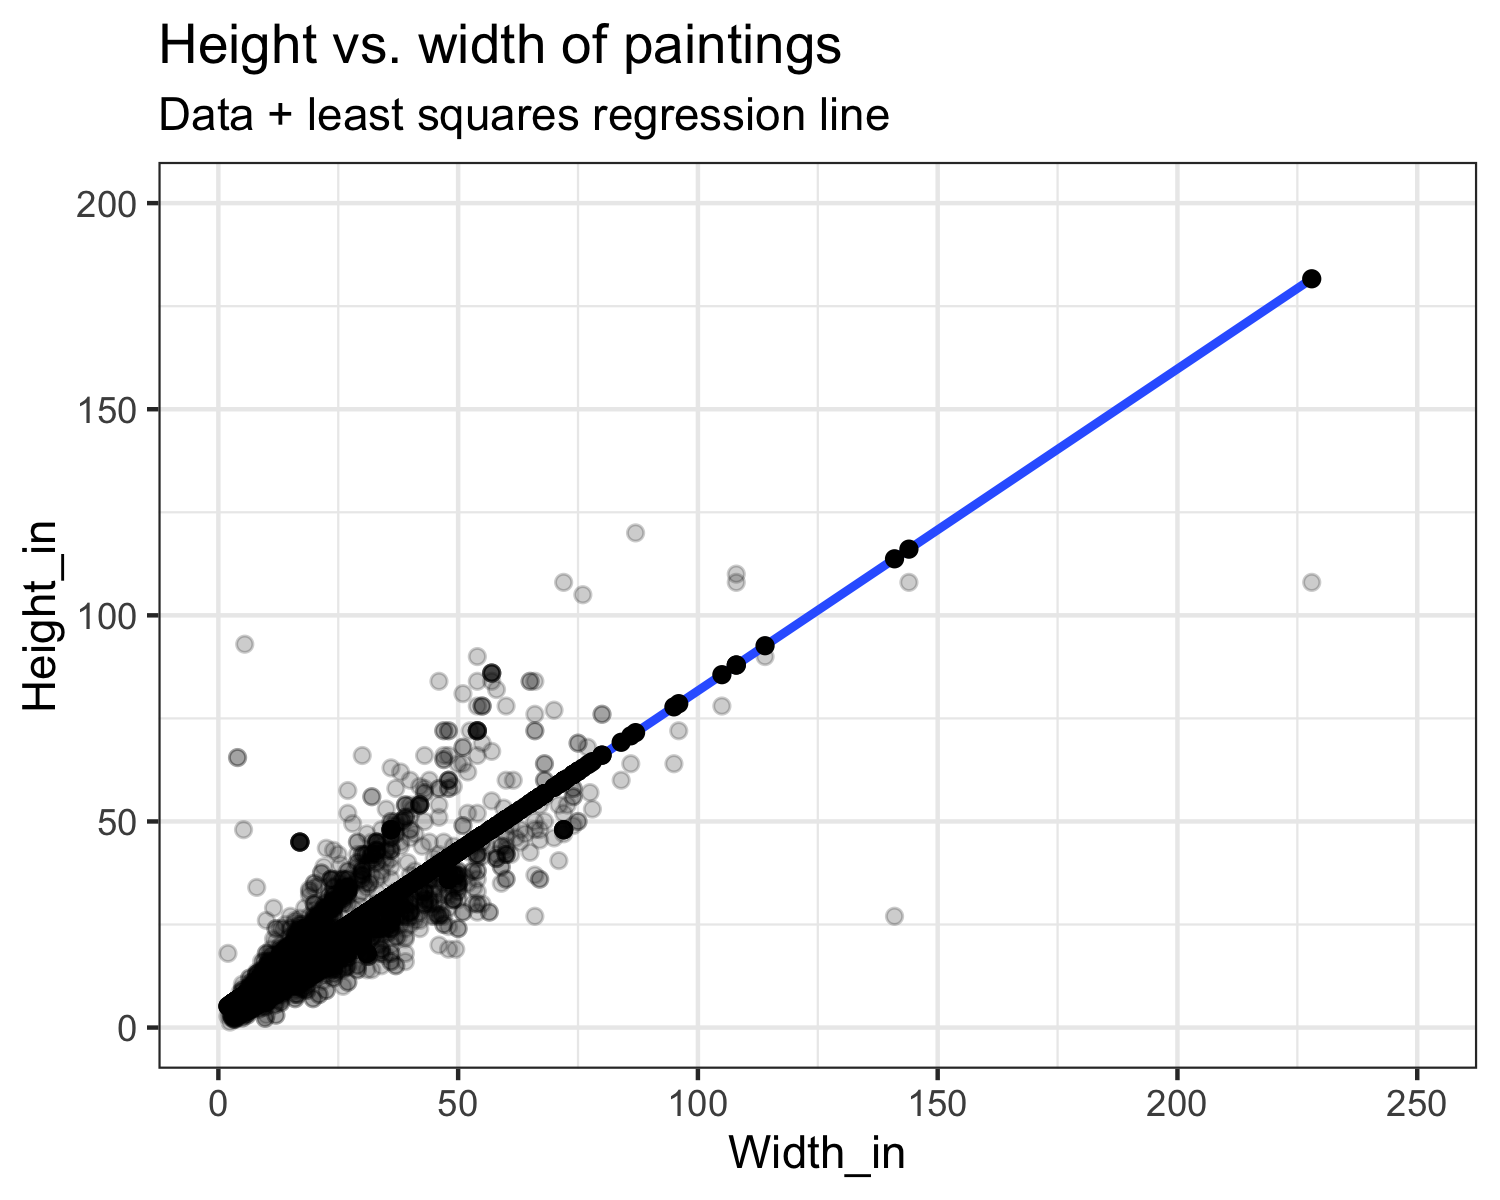 Height vs. width of paintings
Data + least squares regression line
200
150
100
50
0
Height_in
0 50 100 150 200 250
Width_in